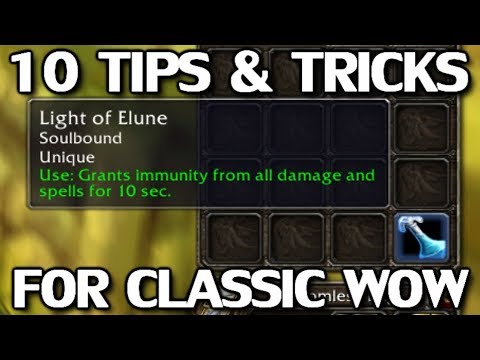 10 TIPS & TRICKS
Light of Elune
Soulbound
Unique
Use: Grants immunity from all damage and
spells for 10 sec.
FOR CLASSIC WOW